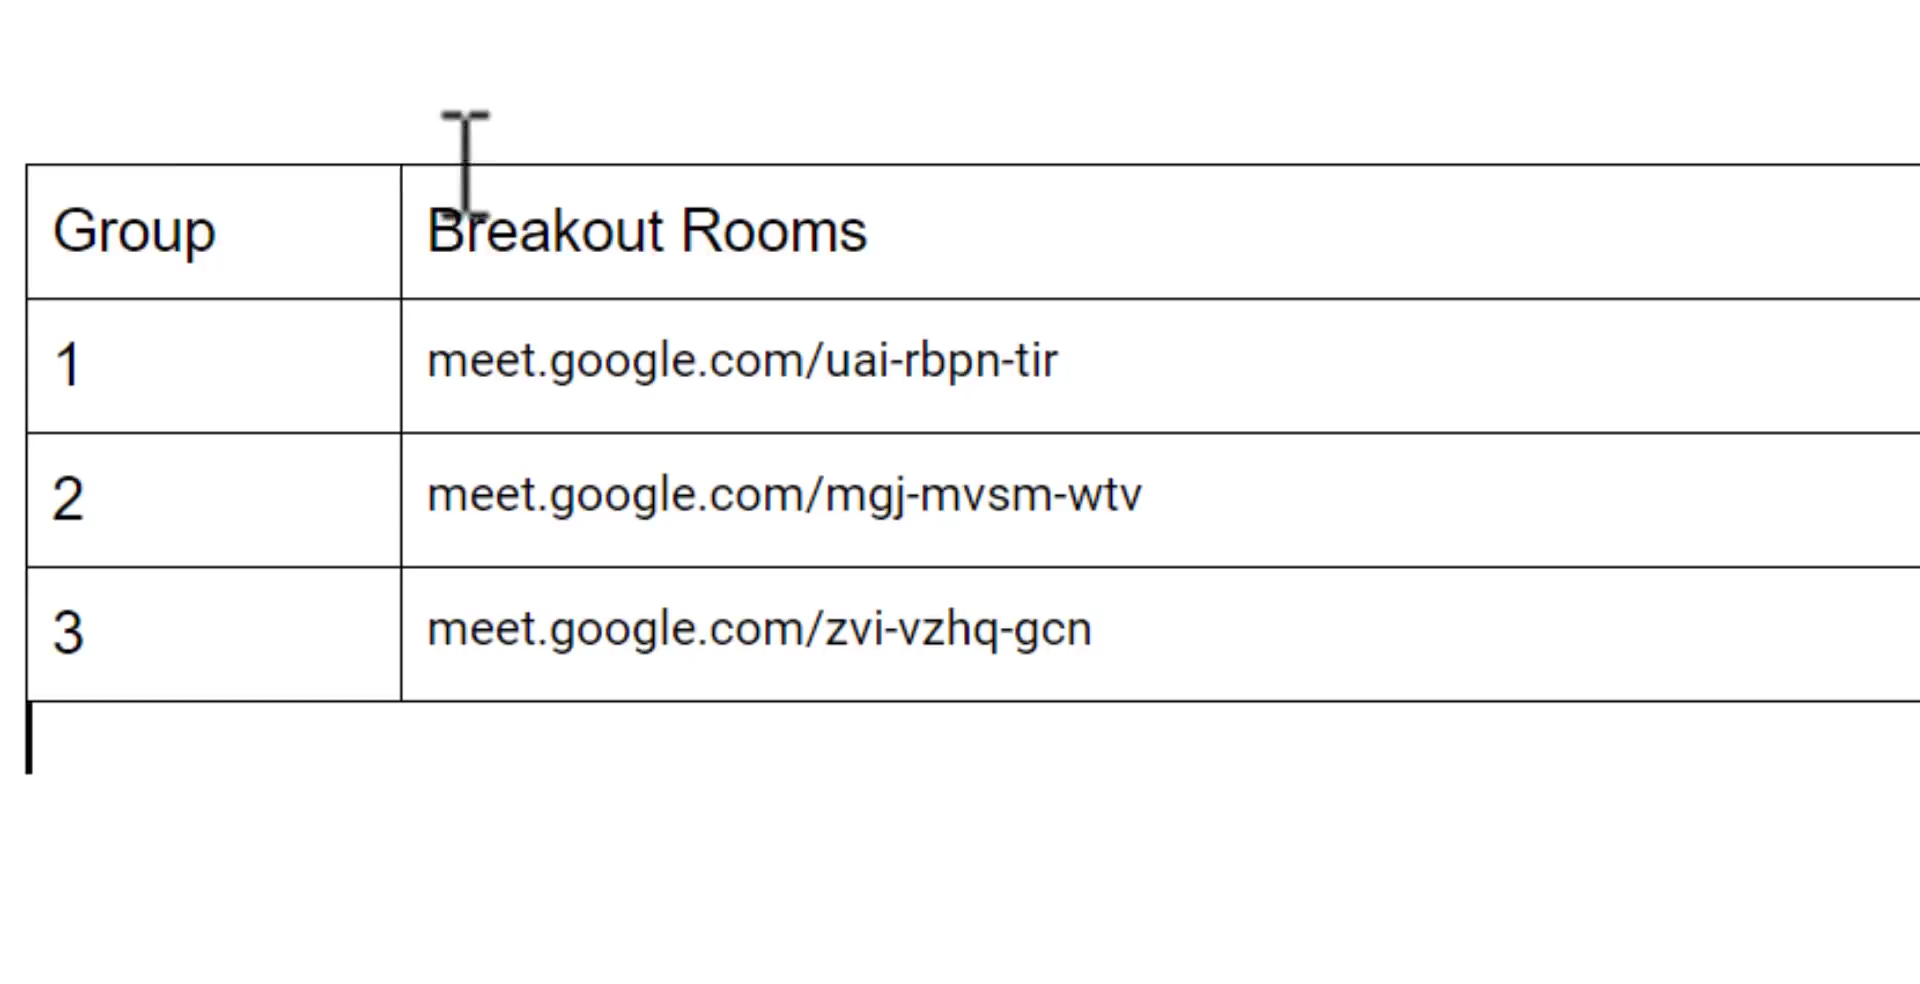 Group Breakout Rooms
1 meet.google.com/uai-rbpn-tir
2 meet.google.com/mgj-mvsm-wtv
3 meet.google.com/zvi-vzhq-gcn